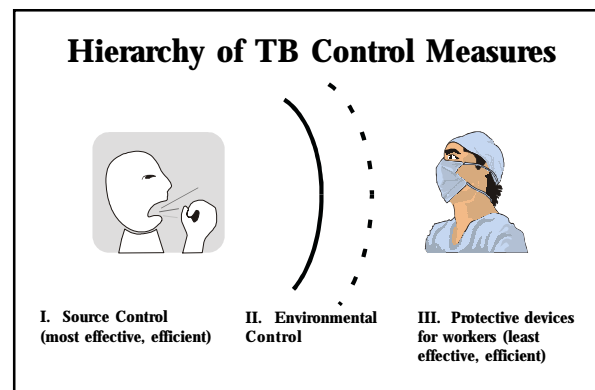 Hierarchy of TB Control Measures
I. Source Control
(most effective, efficient)
II. Environmental
Control
III. Protective devices
for workers (least
effective, efficient)